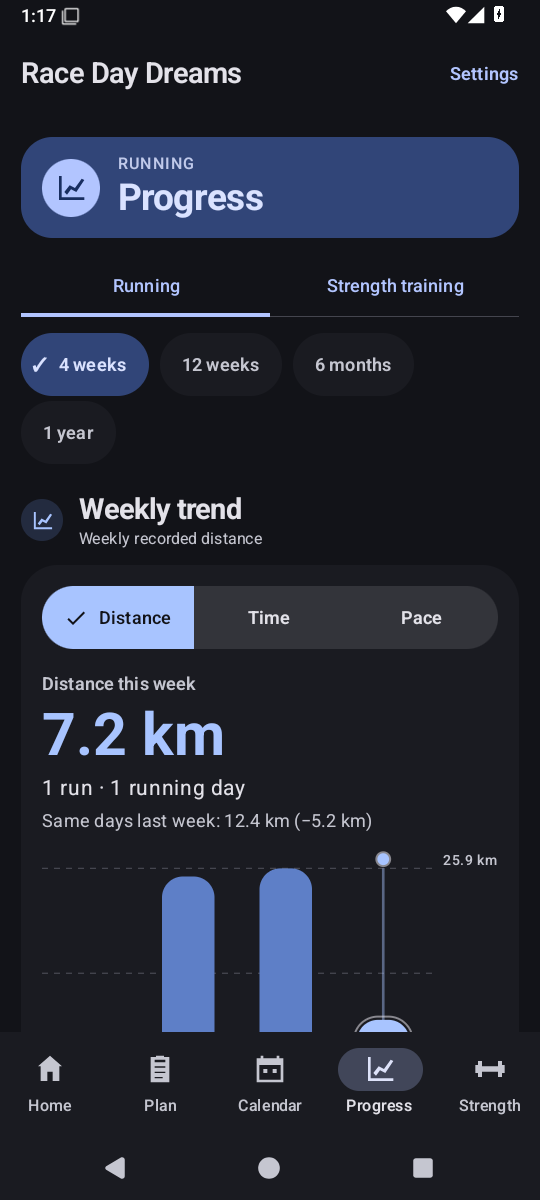 1:17
Race Day Dreams
Settings
RUNNING
Progress
Running
Strength training
✓ 4 weeks
12 weeks
6 months
1 year
Weekly trend
Weekly recorded distance
Distance
Time
Pace
Distance this week
7.2 km
1 run · 1 running day
Same days last week: 12.4 km (−5.2 km)
25.9 km
Home
Plan
Calendar
Progress
Strength